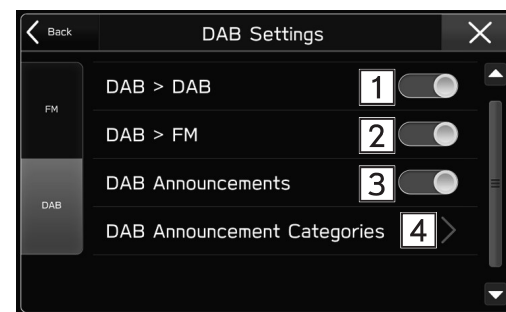 Back
DAB Settings
FM
DAB
DAB > DAB 1
DAB > FM 2
DAB Announcements 3
DAB Announcement Categories 4